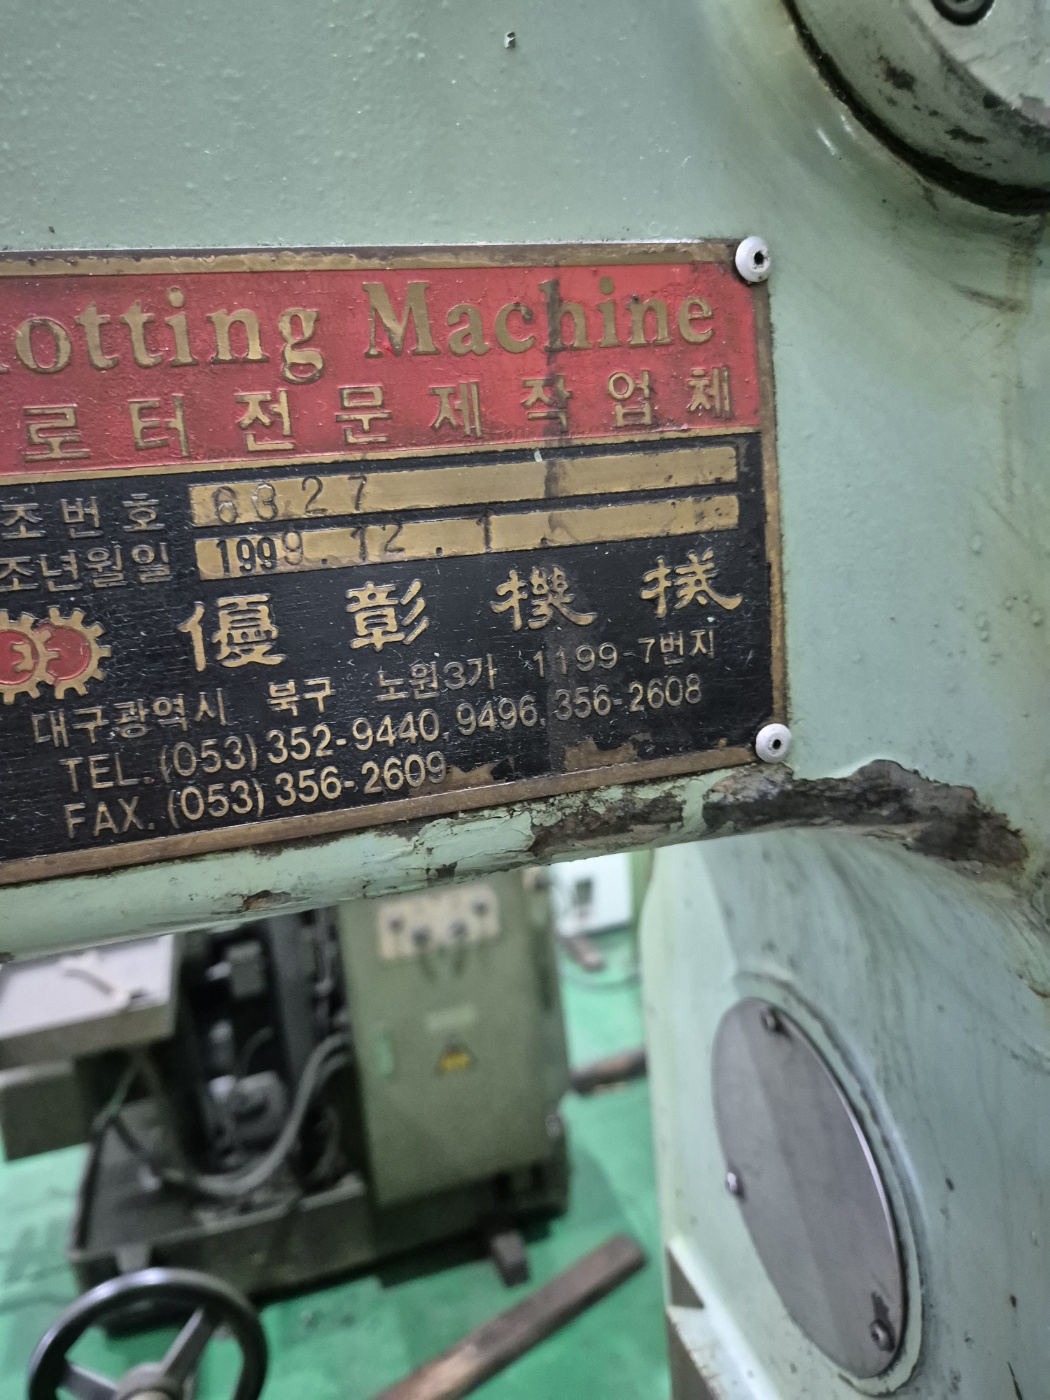 lotting Machine
로터 전문제작업체
조번호 6827
조년월일 1999. 12. 1
優彰機械
대구광역시 북구 노원3가 1199-7번지
TEL. (053) 352-9440. 9496. 356-2608
FAX. (053) 356-2609